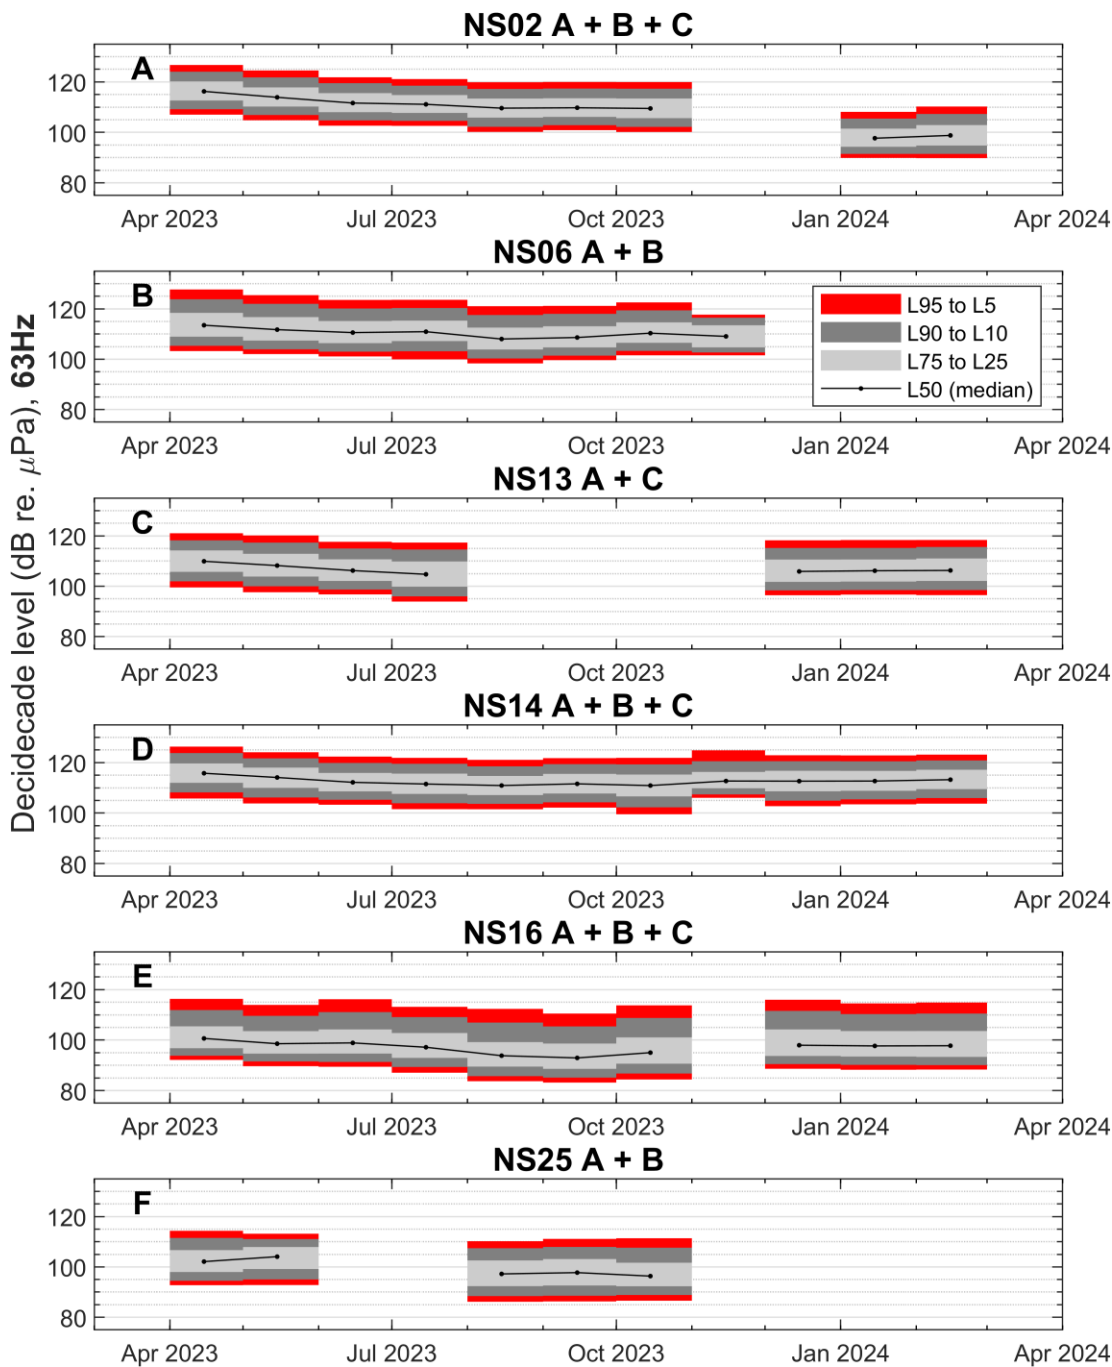 NS02 A + B + C
A
120
100
80
Apr 2023 Jul 2023 Oct 2023 Jan 2024 Apr 2024
NS06 A + B
B
120
100
80
L95 to L5
L90 to L10
L75 to L25
L50 (median)
Apr 2023 Jul 2023 Oct 2023 Jan 2024 Apr 2024
Decidecade level (dB re. μPa), 63Hz
NS13 A + C
C
120
100
80
Apr 2023 Jul 2023 Oct 2023 Jan 2024 Apr 2024
NS14 A + B + C
D
120
100
80
Apr 2023 Jul 2023 Oct 2023 Jan 2024 Apr 2024
NS16 A + B + C
E
120
100
80
Apr 2023 Jul 2023 Oct 2023 Jan 2024 Apr 2024
NS25 A + B
F
120
100
80
Apr 2023 Jul 2023 Oct 2023 Jan 2024 Apr 2024